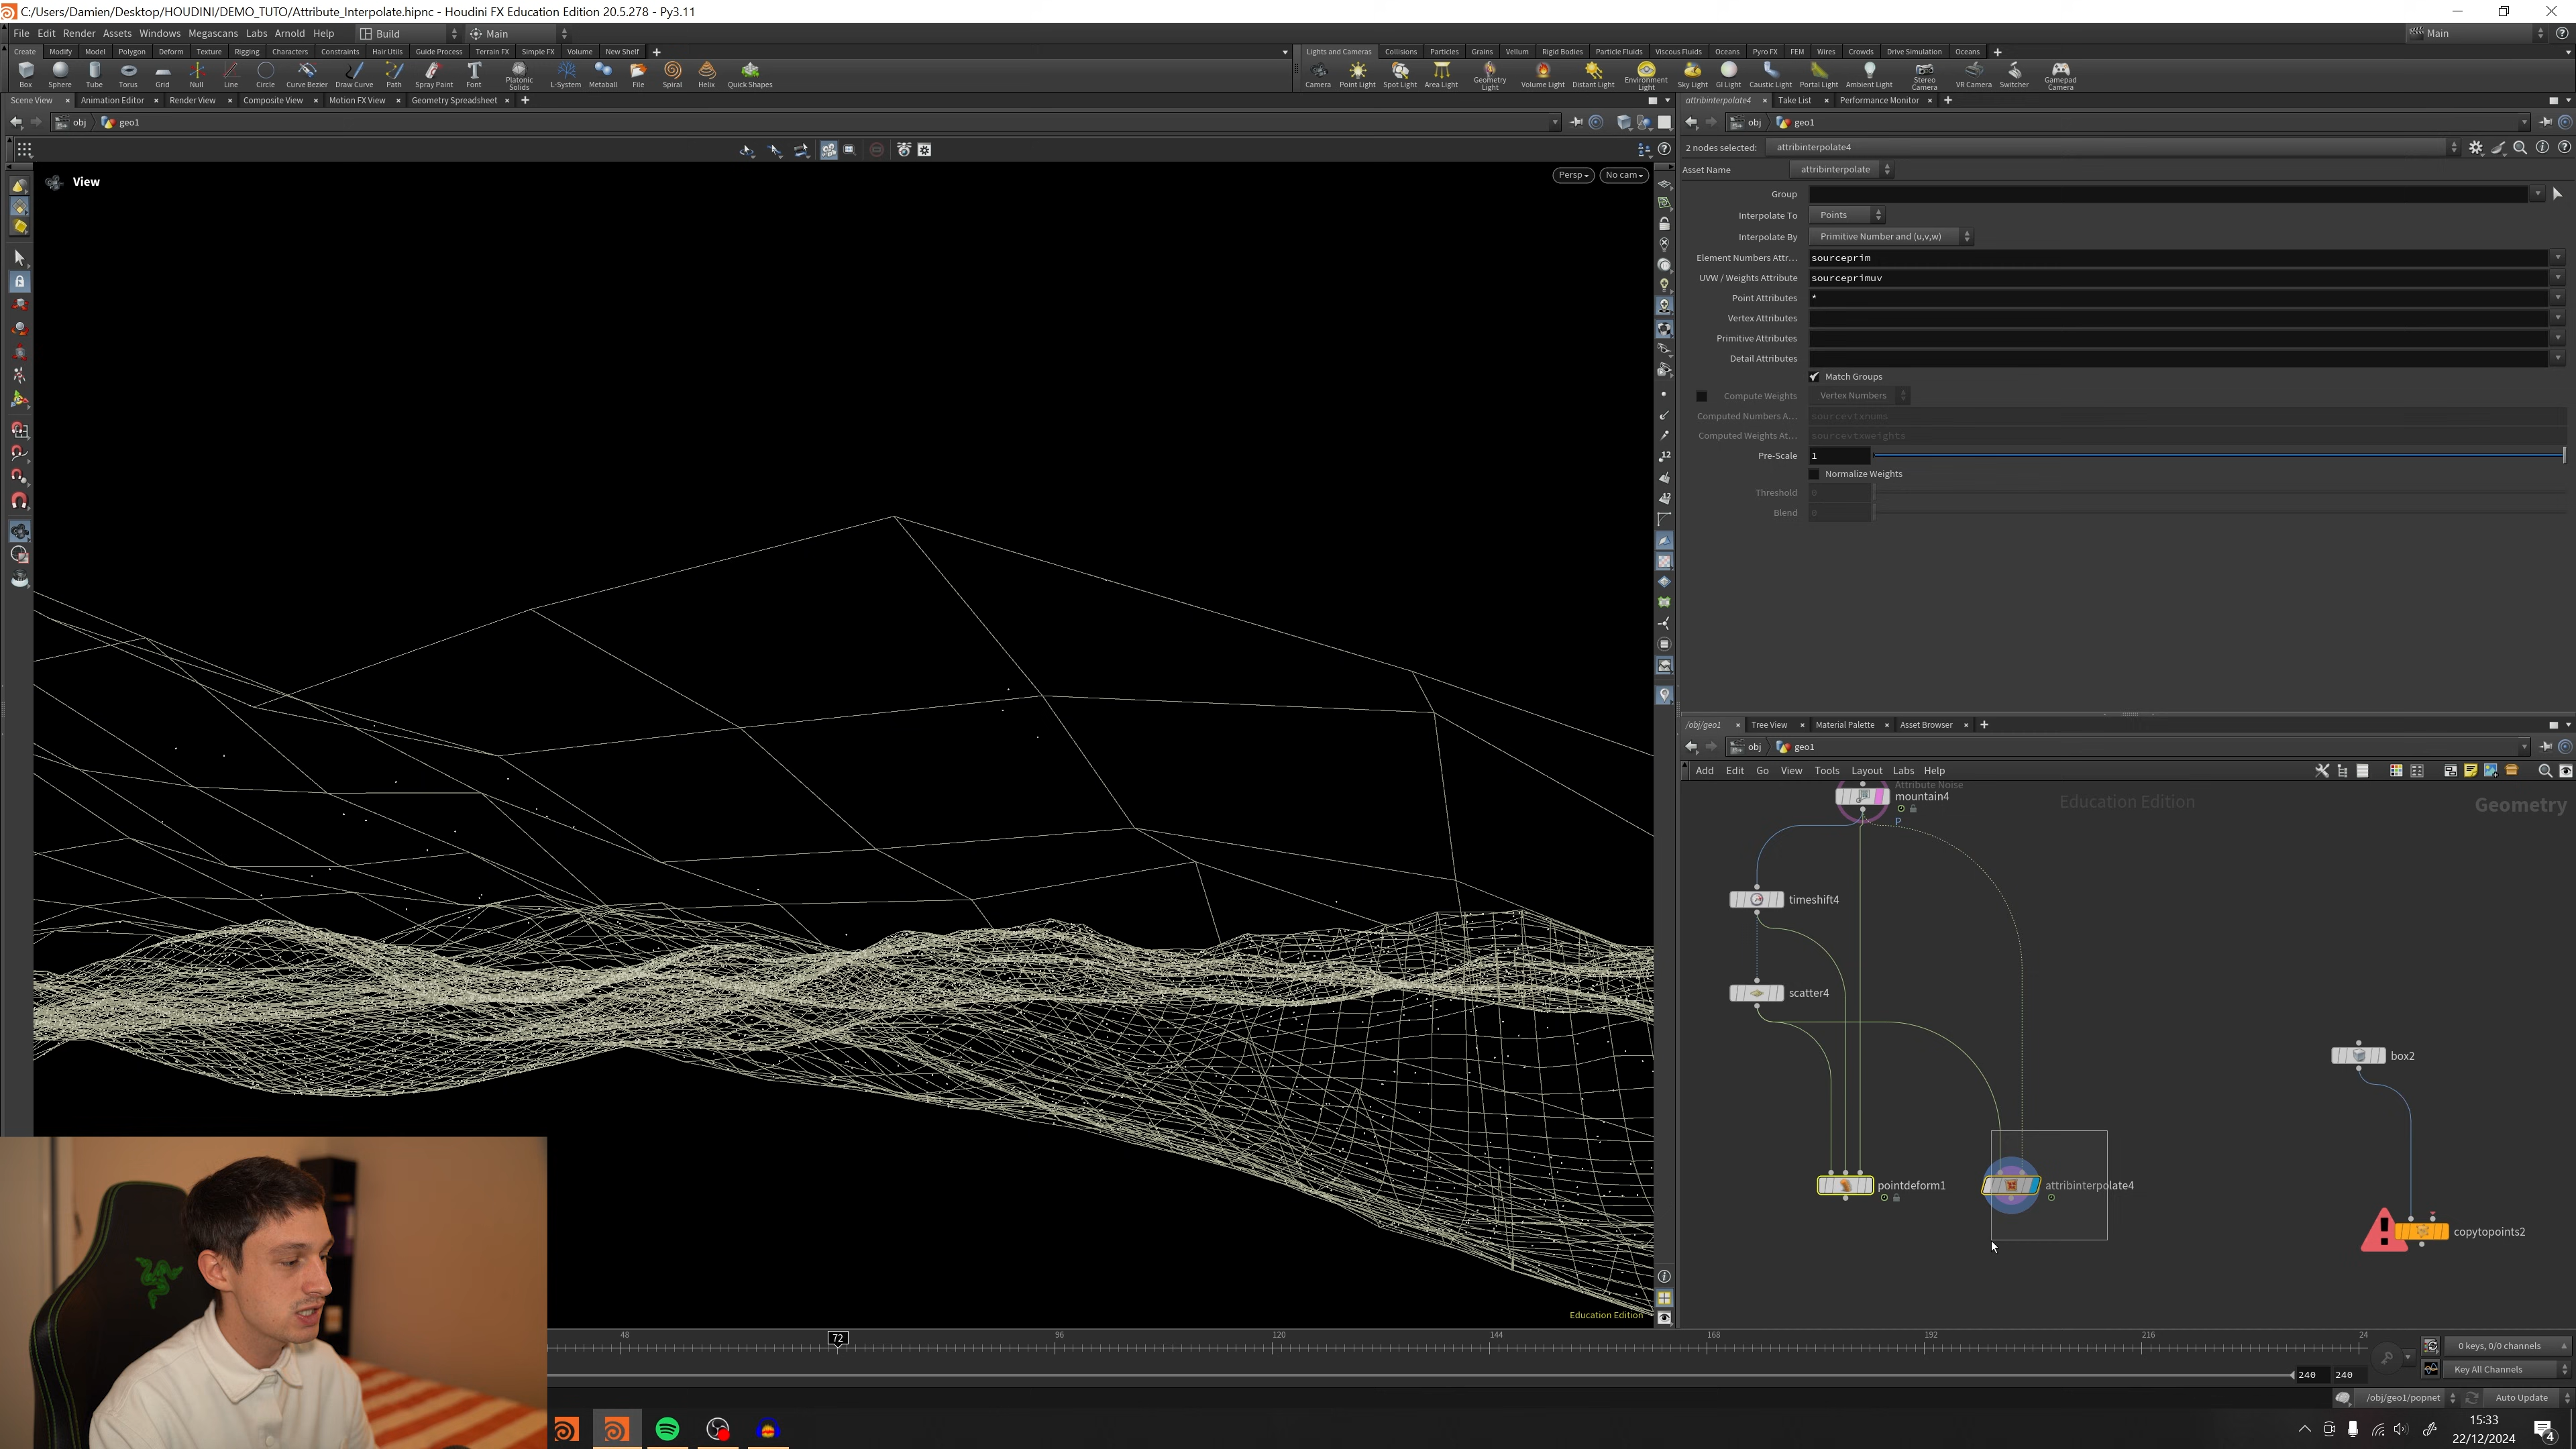 C:/Users/Damien/Desktop/HOUDINI/DEMO_TUTO/Attribute_Interpolate.hipnc - Houdini FX Education Edition 20.5.278 - Py3.11
File Edit Render Assets Windows Megascans Labs Arnold Help Build Main Main
Create Modify Model Polygon Deform Texture Rigging Characters Constraints Hair Utils Guide Process Terrain FX Simple FX Volume New Shelf
Lights and Cameras Collisions Particles Grains Vellum Rigid Bodies Particle Fluids Viscous Fluids Oceans Pyro FX FEM Wires Crowds Drive Simulation Oceans
Box Sphere Tube Torus Grid Null Line Circle Curve Bezier Draw Curve Path Spray Paint Font Platonic Solids L-System Metaball File Spiral Helix Quick Shapes
Camera Point Light Spot Light Area Light Geometry Light Volume Light Distant Light Environment Light Sky Light GI Light Caustic Light Portal Light Ambient Light Stereo Camera VR Camera Switcher Gamepad Camera
Scene View Animation Editor Render View Composite View Motion FX View Geometry Spreadsheet
attribinterpolate4 Take List Performance Monitor
obj geo1
obj geo1
2 nodes selected: attribinterpolate4
Asset Name attribinterpolate
View
Persp
No cam
Group
Interpolate To Points
Interpolate By Primitive Number and (u,v,w)
Element Numbers Attr... sourceprim
UVW / Weights Attribute sourceprimuv
Point Attributes *
Vertex Attributes
Primitive Attributes
Detail Attributes
Match Groups
Compute Weights Vertex Numbers
Computed Numbers A... sourcevtxnums
Computed Weights At... sourcevtxweights
Pre-Scale 1
Normalize Weights
Threshold 0
Blend 0
/obj/geo1 Tree View Material Palette Asset Browser
obj geo1
Add Edit Go View Tools Layout Labs Help
Attribute Noise
mountain4
P
Education Edition
Geometry
timeshift4
scatter4
box2
pointdeform1
attribinterpolate4
copytopoints2
Education Edition
48 72 96 120 144 168 192 216 24
0 keys, 0/0 channels
240 240
Key All Channels
/obj/geo1/popnet Auto Update
15:33
22/12/2024
4